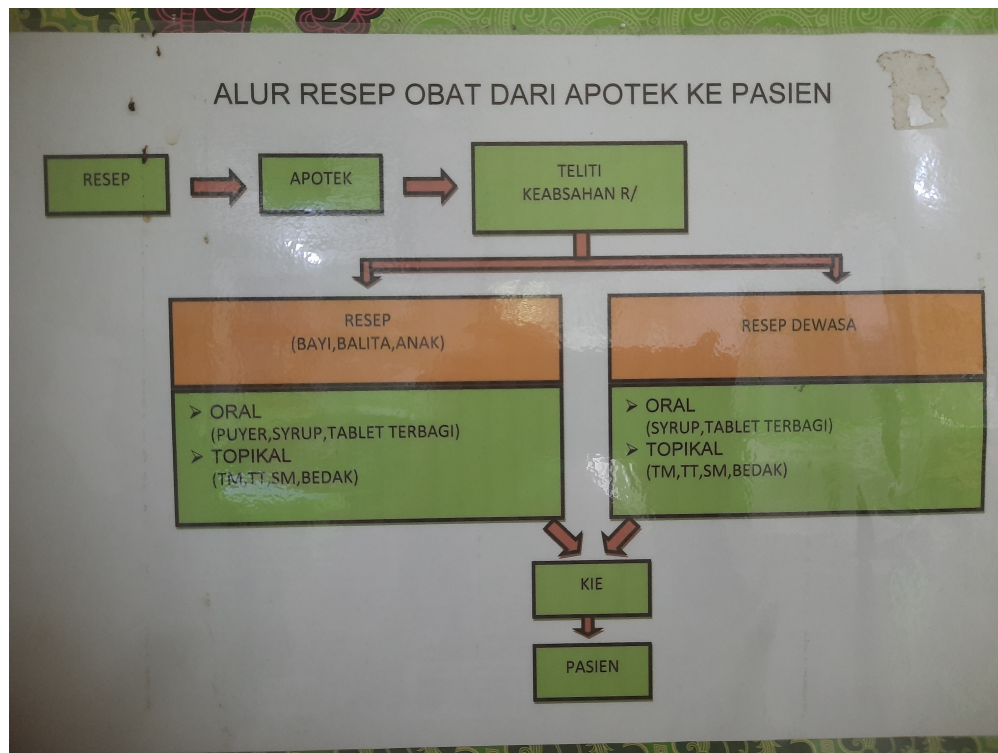 ALUR RESEP OBAT DARI APOTEK KE PASIEN
RESEP
APOTEK
TELITI
KEABSAHAN R/
RESEP
(BAYI,BALITA,ANAK)
➢ ORAL
(PUYER,SYRUP,TABLET TERBAGI)
➢ TOPIKAL
(TM,TT,SM,BEDAK)
RESEP DEWASA
➢ ORAL
(SYRUP,TABLET TERBAGI)
➢ TOPIKAL
(TM,TT,SM,BEDAK)
KIE
PASIEN